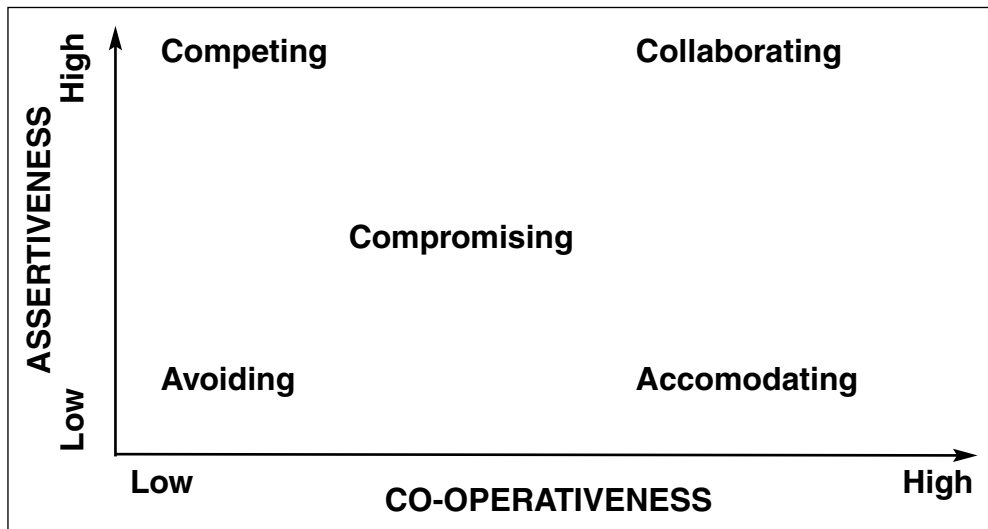 High
Competing
Collaborating
ASSERTIVENESS
Compromising
Low
Avoiding
Accomodating
Low
CO-OPERATIVENESS
High